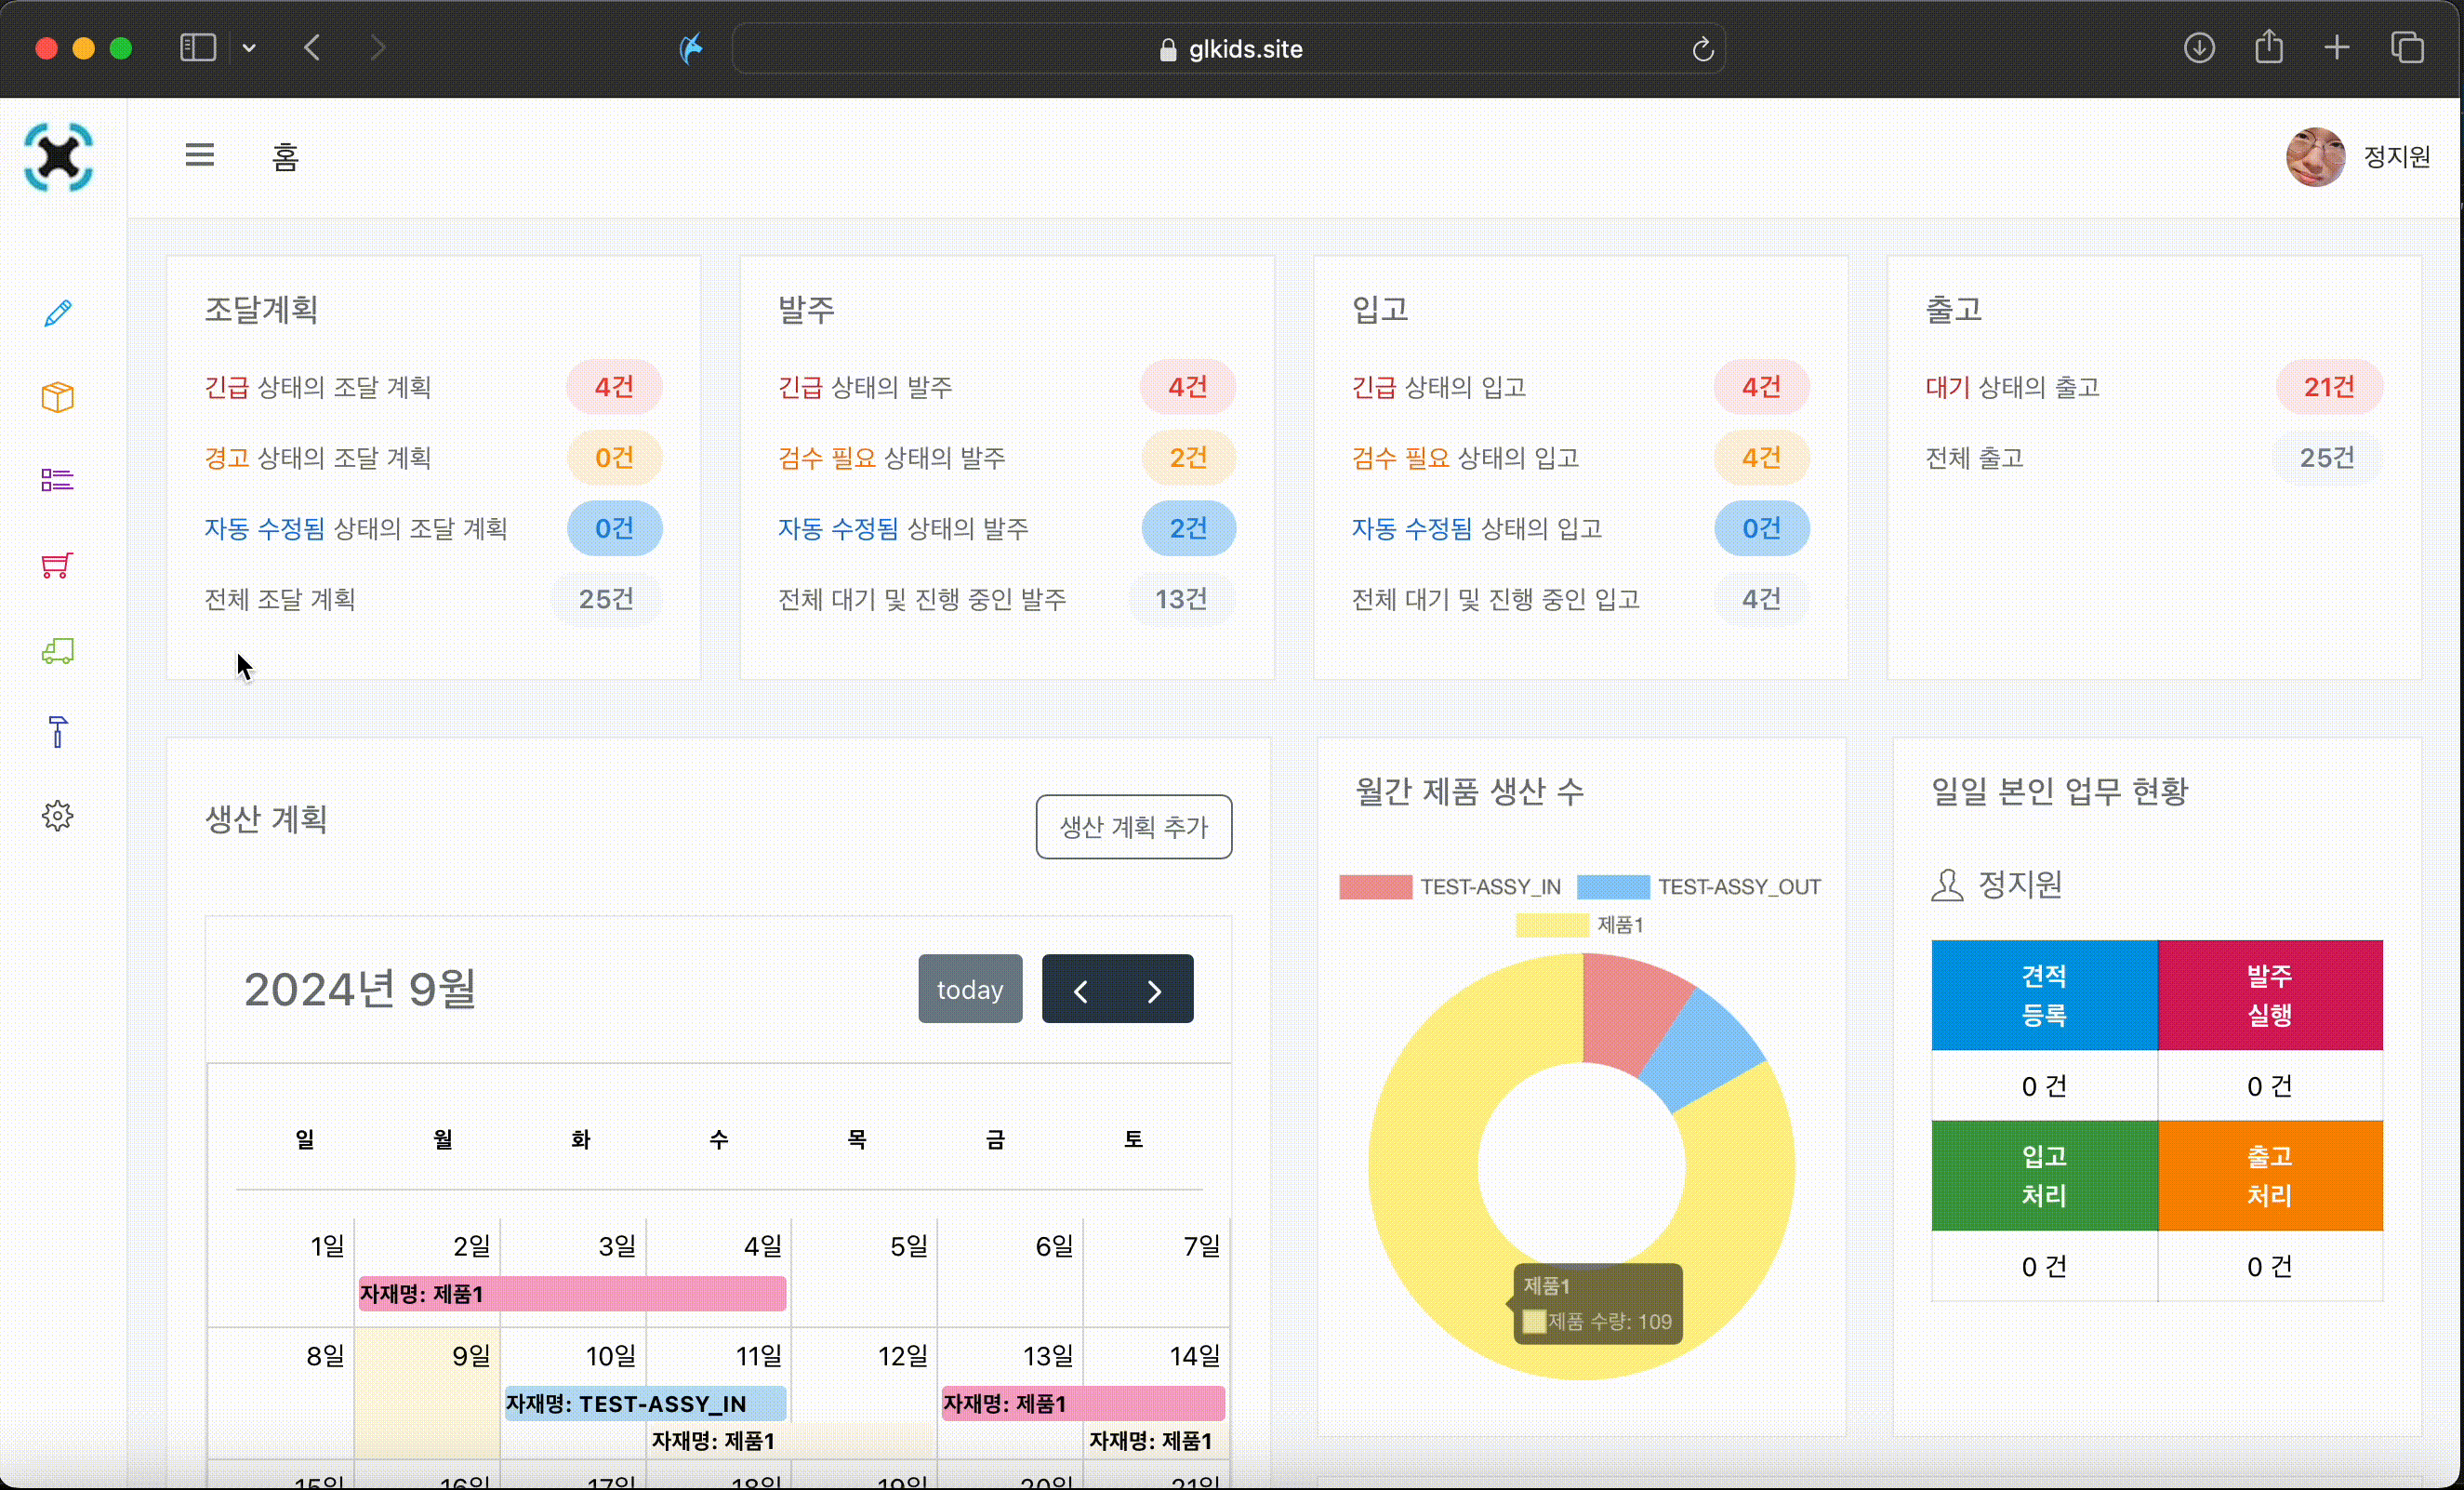 glkids.site
홈
정지원
조달계획
긴급 상태의 조달 계획 4건
경고 상태의 조달 계획 0건
자동 수정됨 상태의 조달 계획 0건
전체 조달 계획 25건
발주
긴급 상태의 발주 4건
검수 필요 상태의 발주 2건
자동 수정됨 상태의 발주 2건
전체 대기 및 진행 중인 발주 13건
입고
긴급 상태의 입고 4건
검수 필요 상태의 입고 4건
자동 수정됨 상태의 입고 0건
전체 대기 및 진행 중인 입고 4건
출고
대기 상태의 출고 21건
전체 출고 25건
생산 계획
생산 계획 추가
2024년 9월
today
일 월 화 수 목 금 토
1일 2일 3일 4일 5일 6일 7일
자재명: 제품1
8일 9일 10일 11일 12일 13일 14일
자재명: TEST-ASSY_IN 자재명: 제품1
자재명: 제품1 자재명: 제품1
15일 16일 17일 18일 19일 20일 21일
월간 제품 생산 수
TEST-ASSY_IN TEST-ASSY_OUT
제품1
제품1
제품 수량: 109
일일 본인 업무 현황
정지원
견적 등록 발주 실행
0 건 0 건
입고 처리 출고 처리
0 건 0 건